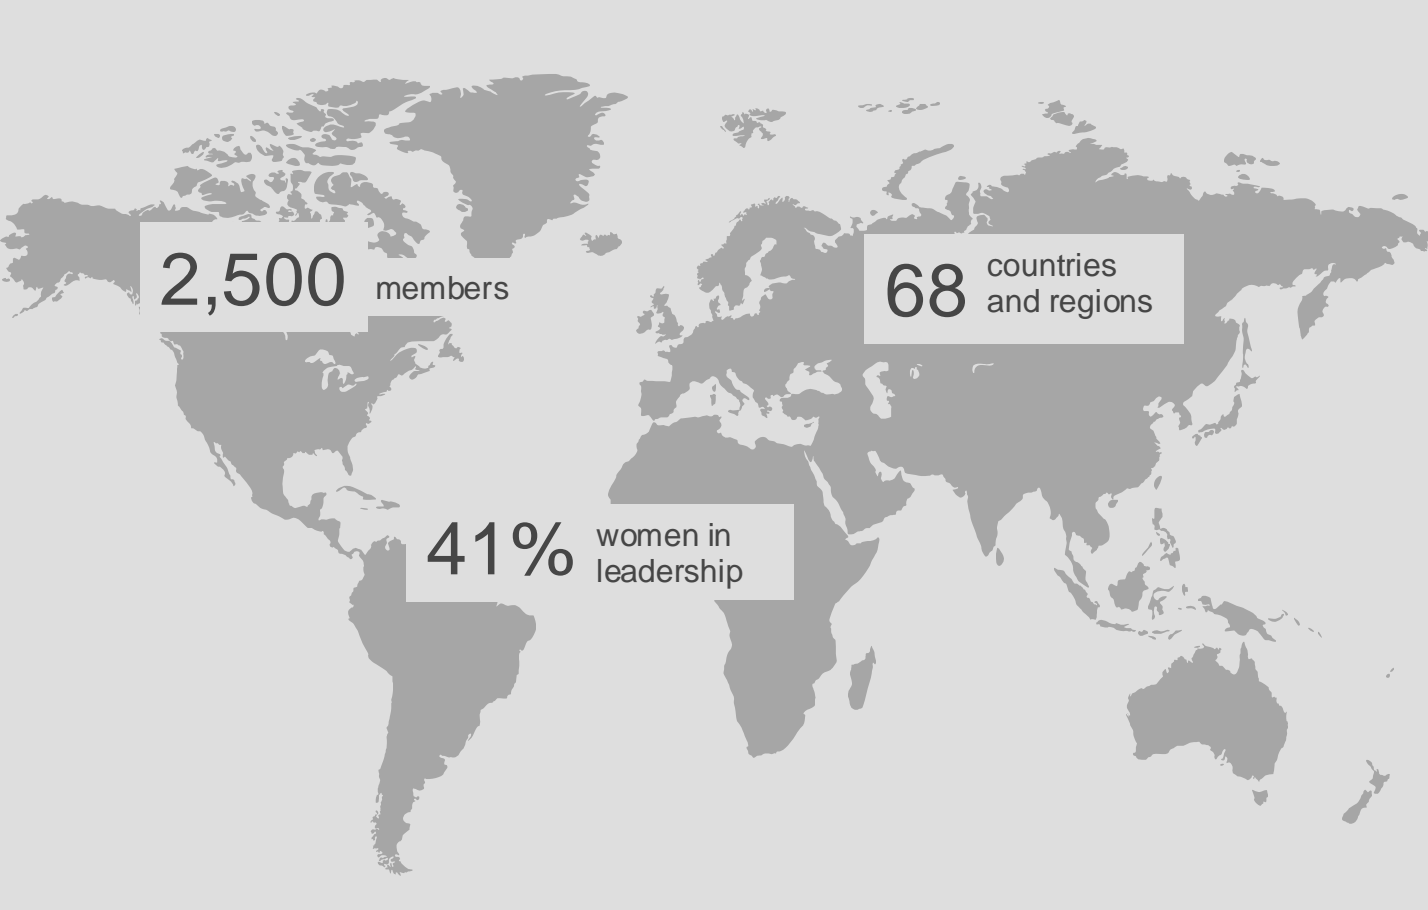 2,500 members
68 countries
and regions
41% women in
leadership